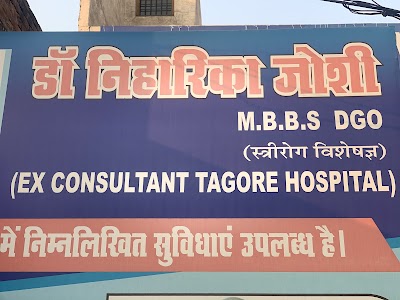 डॉ निहारिका जोशी
M.B.B.S DGO
(स्त्रीरोग विशेषज्ञ)
(EX CONSULTANT TAGORE HOSPITAL)
में निम्नलिखित सुविधाएं उपलब्ध है।